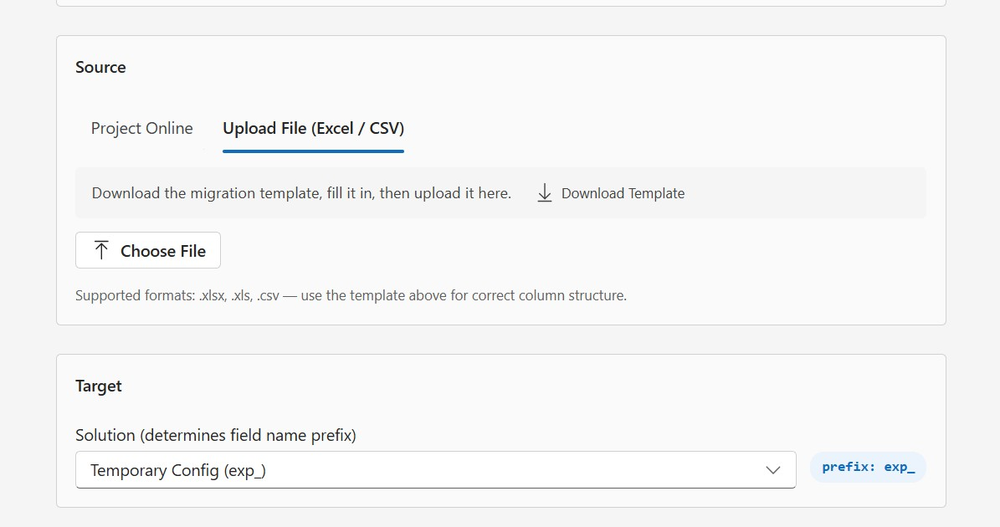 Source
Project Online
Upload File (Excel / CSV)
Download the migration template, fill it in, then upload it here.
Download Template
Choose File
Supported formats: .xlsx, .xls, .csv — use the template above for correct column structure.
Target
Solution (determines field name prefix)
Temporary Config (exp_)
prefix: exp_